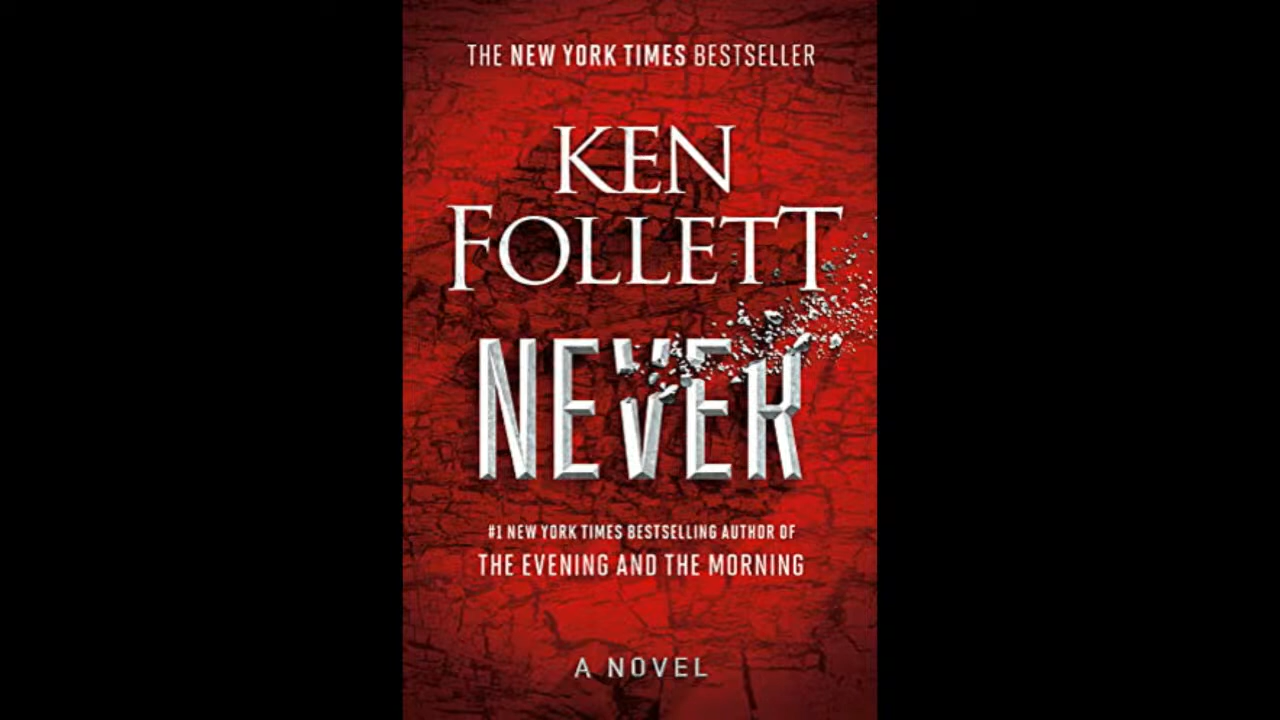 THE NEW YORK TIMES BESTSELLER
KEN
FOLLETT
NEVER
#1 NEW YORK TIMES BESTSELLING AUTHOR OF
THE EVENING AND THE MORNING
A NOVEL